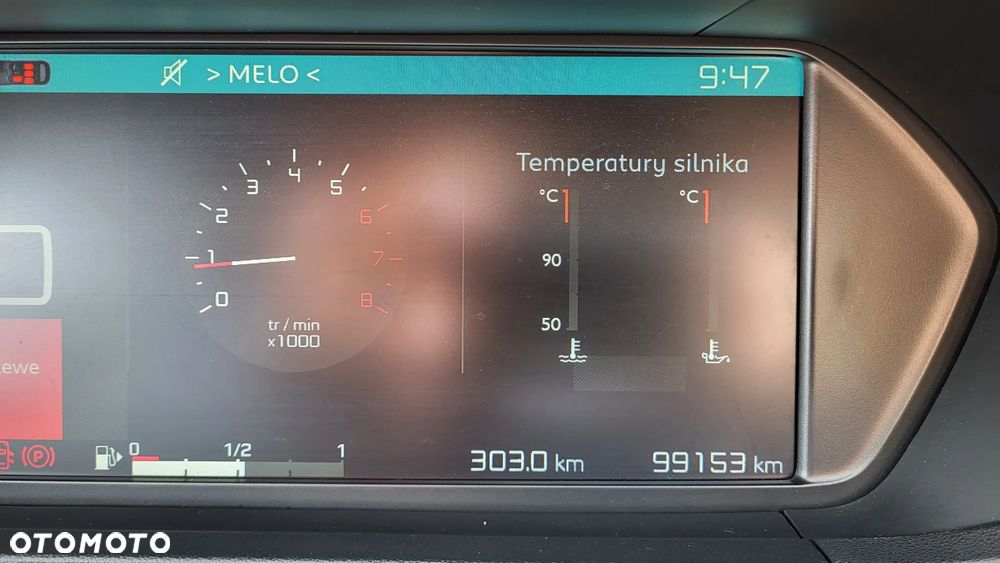 > MELO <
9:47
Temperatury silnika
°C
°C
90
50
0
1
2
3
4
5
6
7
8
tr / min
x1000
ewe
P
0 1/2 1
303.0 km
99153 km
OTOMOTO